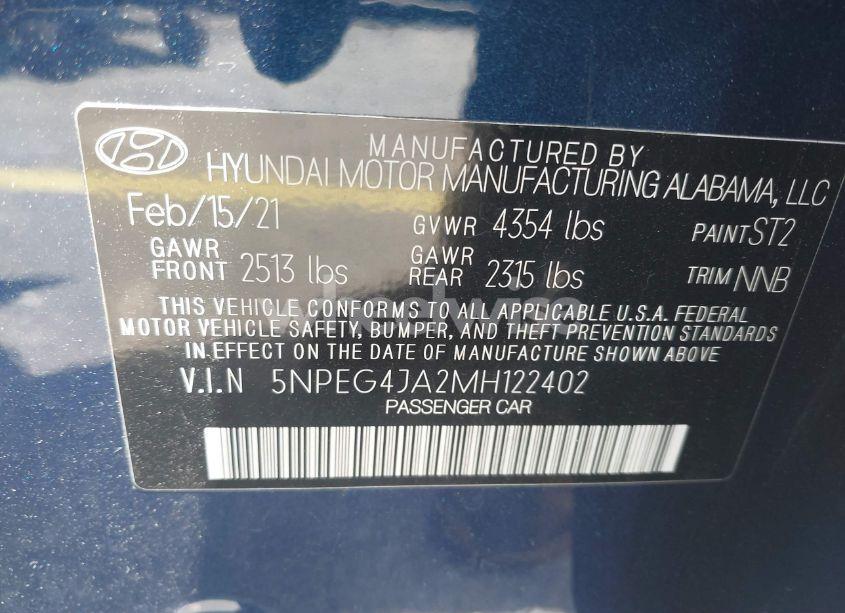 MANUFACTURED BY
HYUNDAI MOTOR MANUFACTURING ALABAMA, LLC
Feb/15/21 GVWR 4354 lbs PAINT ST2
GAWR FRONT 2513 lbs GAWR REAR 2315 lbs TRIM NNB
THIS VEHICLE CONFORMS TO ALL APPLICABLE U.S.A. FEDERAL
MOTOR VEHICLE SAFETY, BUMPER, AND THEFT PREVENTION STANDARDS
IN EFFECT ON THE DATE OF MANUFACTURE SHOWN ABOVE
V.I.N 5NPEG4JA2MH122402
PASSENGER CAR